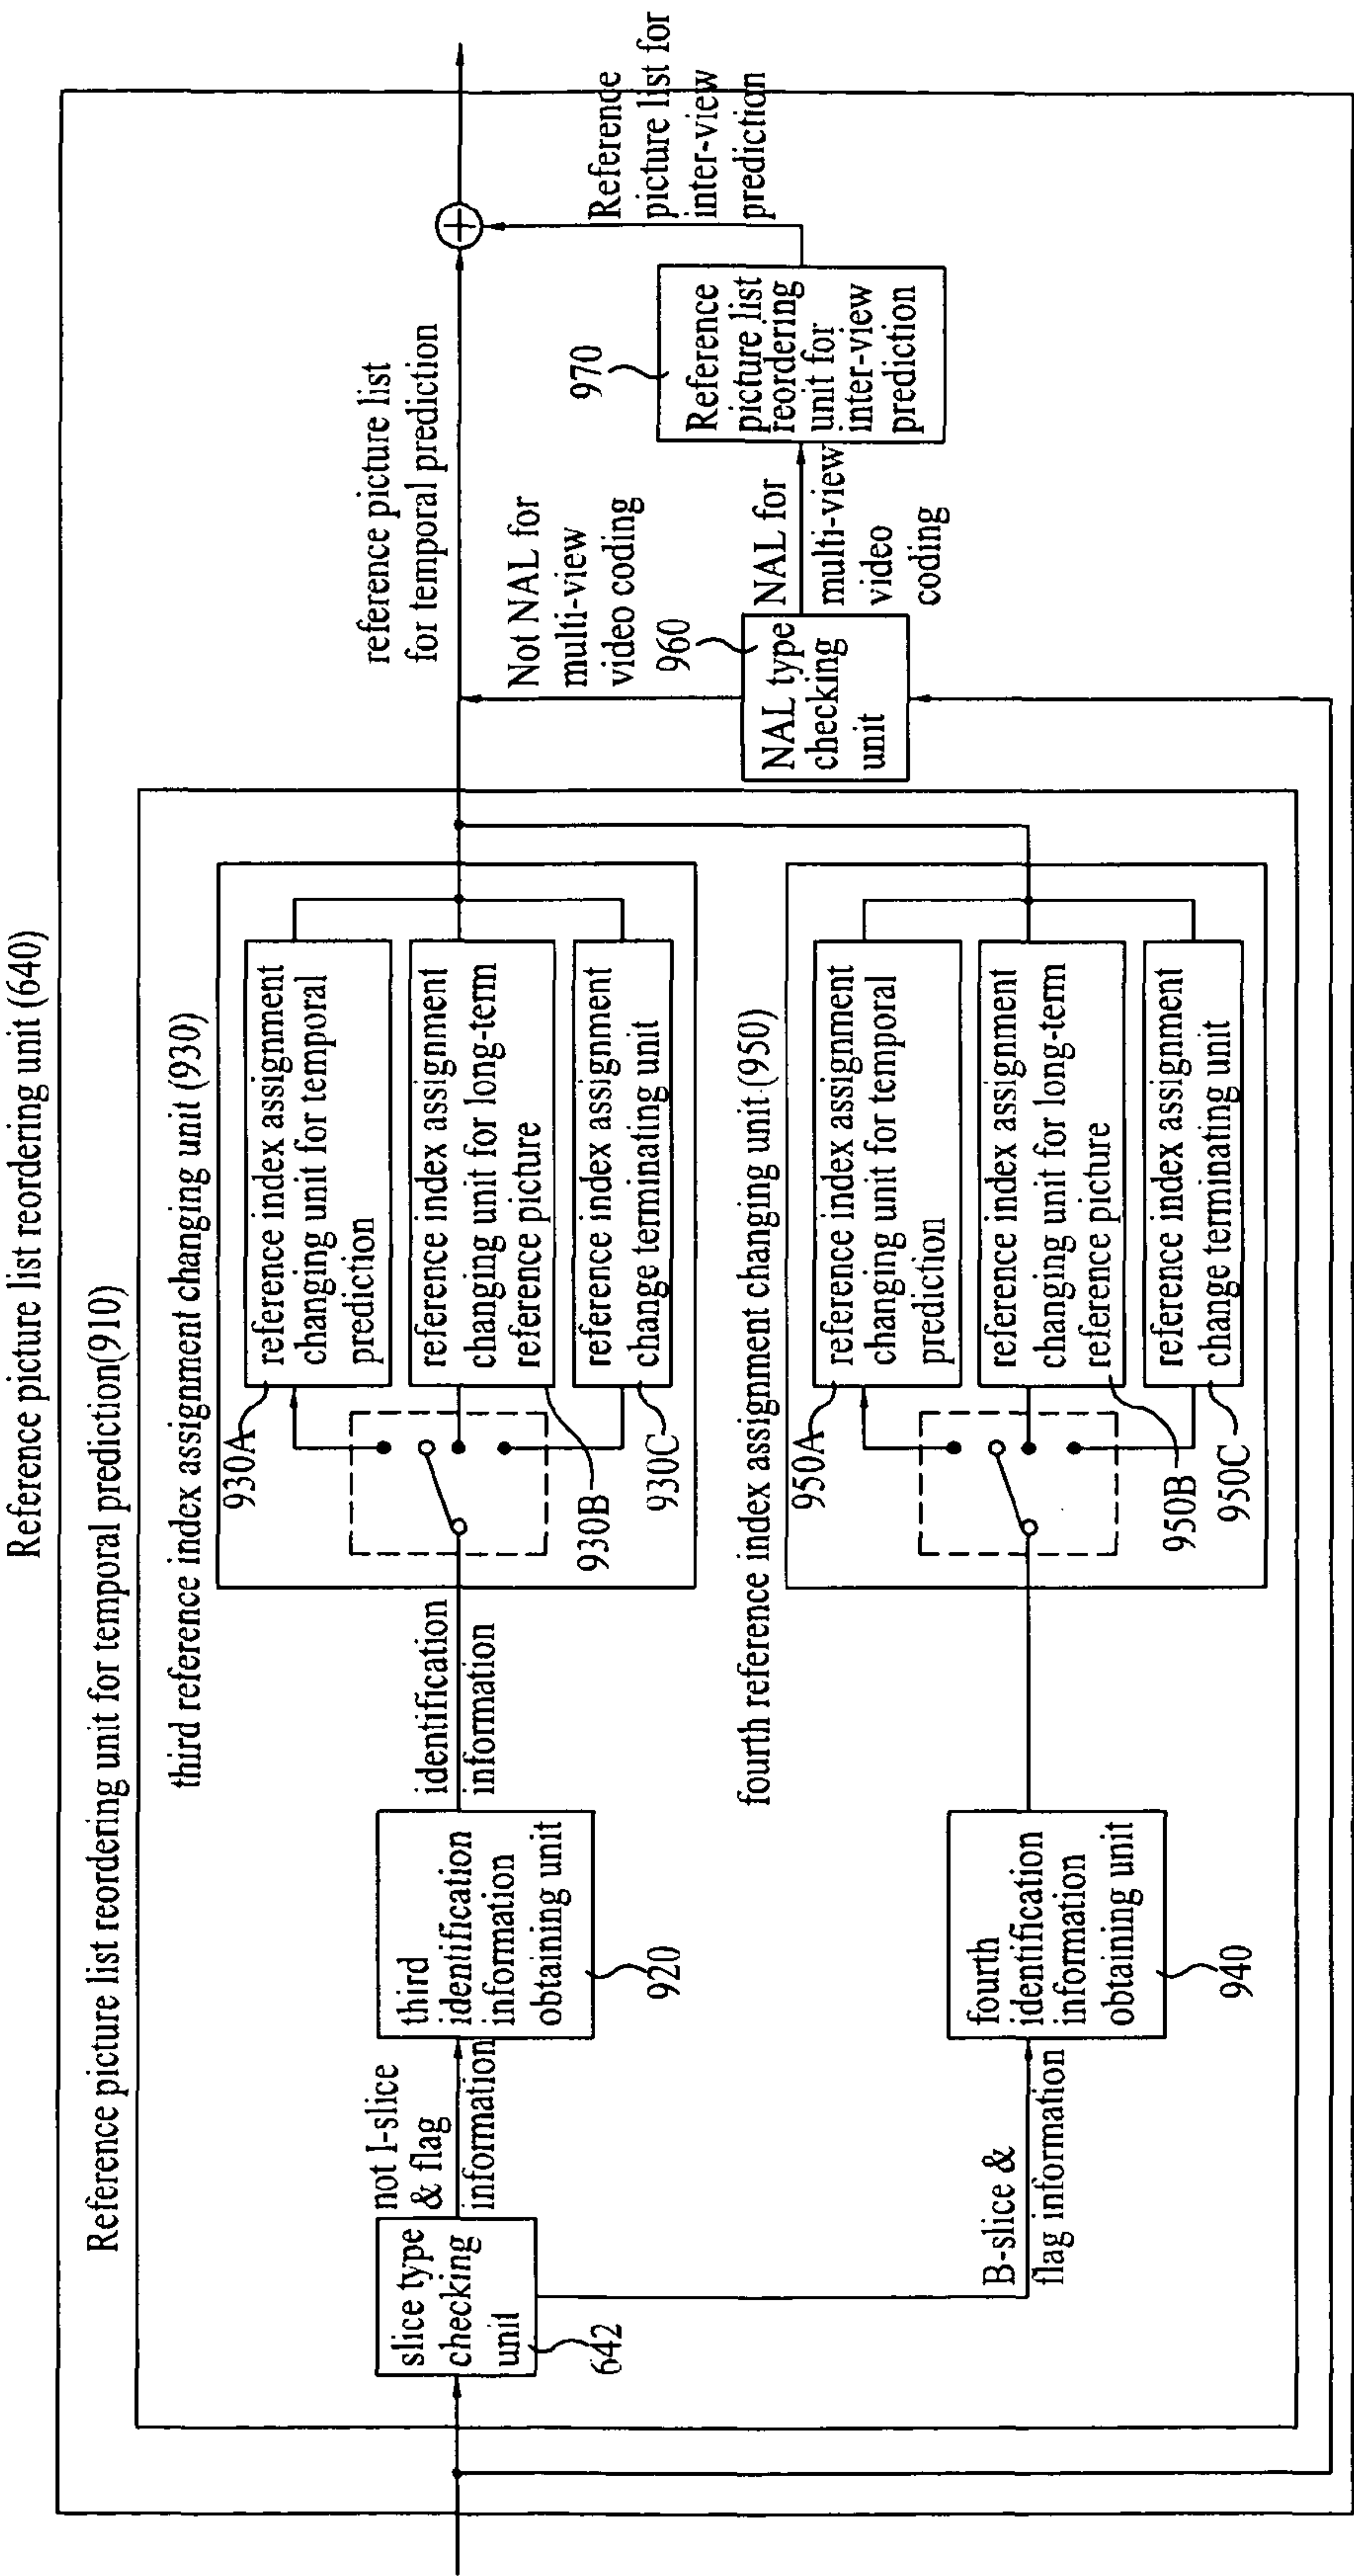 Reference picture list reordering unit (640)
Reference picture list reordering unit for temporal prediction(910)
third reference index assignment changing unit (930)
slice type
checking
unit
642
not I-slice
& flag
information
third
identification
information
obtaining unit
920
identification
information
930A
930B
930C
reference index assignment
changing unit for temporal
prediction
reference index assignment
changing unit for long-term
reference picture
reference index assignment
change terminating unit
B-slice &
flag information
fourth
identification
information
obtaining unit
940
fourth reference index assignment changing unit (950)
950A
950B
950C
reference index assignment
changing unit for temporal
prediction
reference index assignment
changing unit for long-term
reference picture
reference index assignment
change terminating unit
reference picture list
for temporal prediction
Not NAL for
multi-view
video coding
960
NAL type
checking
unit
NAL for
multi-view
video
coding
970
Reference
picture list
reordering
unit for
inter-view
prediction
Reference
picture list for
inter-view
prediction